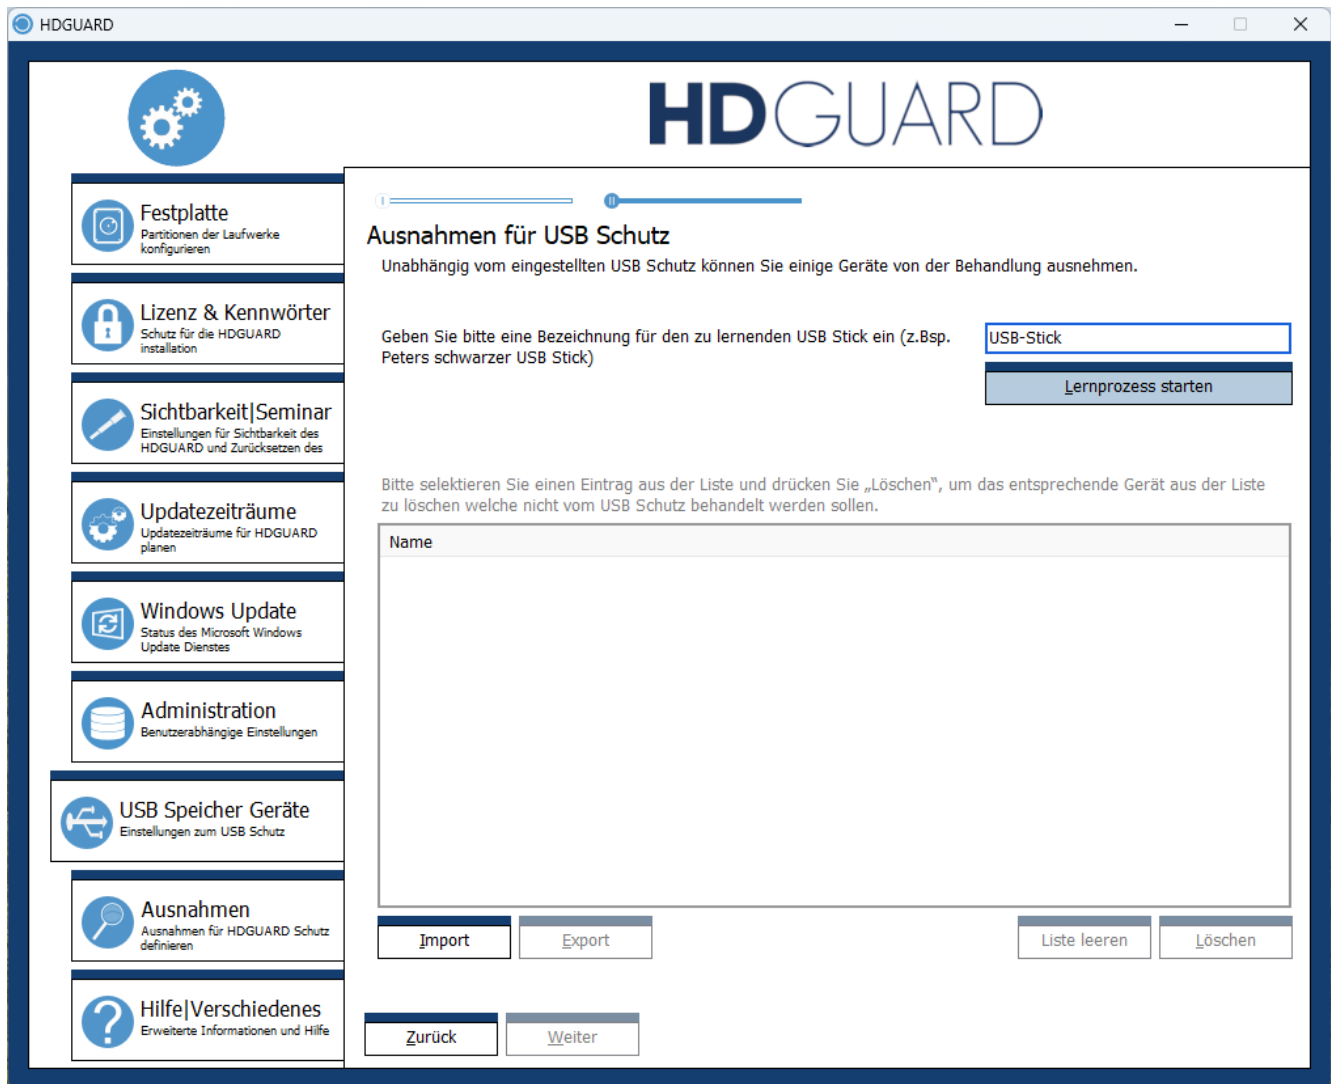 HDGUARD
HDGUARD
Festplatte
Partitionen der Laufwerke
konfigurieren
Lizenz & Kennwörter
Schutz für die HDGUARD
installation
Sichtbarkeit|Seminar
Einstellungen für Sichtbarkeit des
HDGUARD und Zurücksetzen des
Updatezeiträume
Updatezeiträume für HDGUARD
planen
Windows Update
Status des Microsoft Windows
Update Dienstes
Administration
Benutzerabhängige Einstellungen
USB Speicher Geräte
Einstellungen zum USB Schutz
Ausnahmen
Ausnahmen für HDGUARD Schutz
definieren
Hilfe|Verschiedenes
Erweiterte Informationen und Hilfe
I
II
Ausnahmen für USB Schutz
Unabhängig vom eingestellten USB Schutz können Sie einige Geräte von der Behandlung ausnehmen.
Geben Sie bitte eine Bezeichnung für den zu lernenden USB Stick ein (z.Bsp.
Peters schwarzer USB Stick)
USB-Stick
Lernprozess starten
Bitte selektieren Sie einen Eintrag aus der Liste und drücken Sie „Löschen", um das entsprechende Gerät aus der Liste
zu löschen welche nicht vom USB Schutz behandelt werden sollen.
Name
Import
Export
Liste leeren
Löschen
Zurück
Weiter